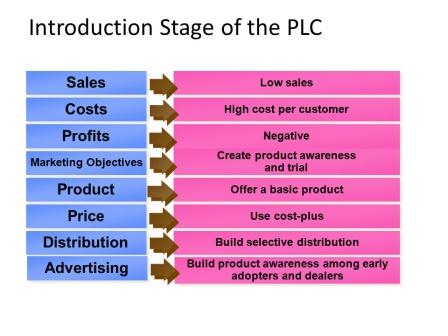 Introduction Stage of the PLC
Sales
Low sales
Costs
High cost per customer
Profits
Negative
Marketing Objectives
Create product awareness
and trial
Product
Offer a basic product
Price
Use cost-plus
Distribution
Build selective distribution
Advertising
Build product awareness among early
adopters and dealers